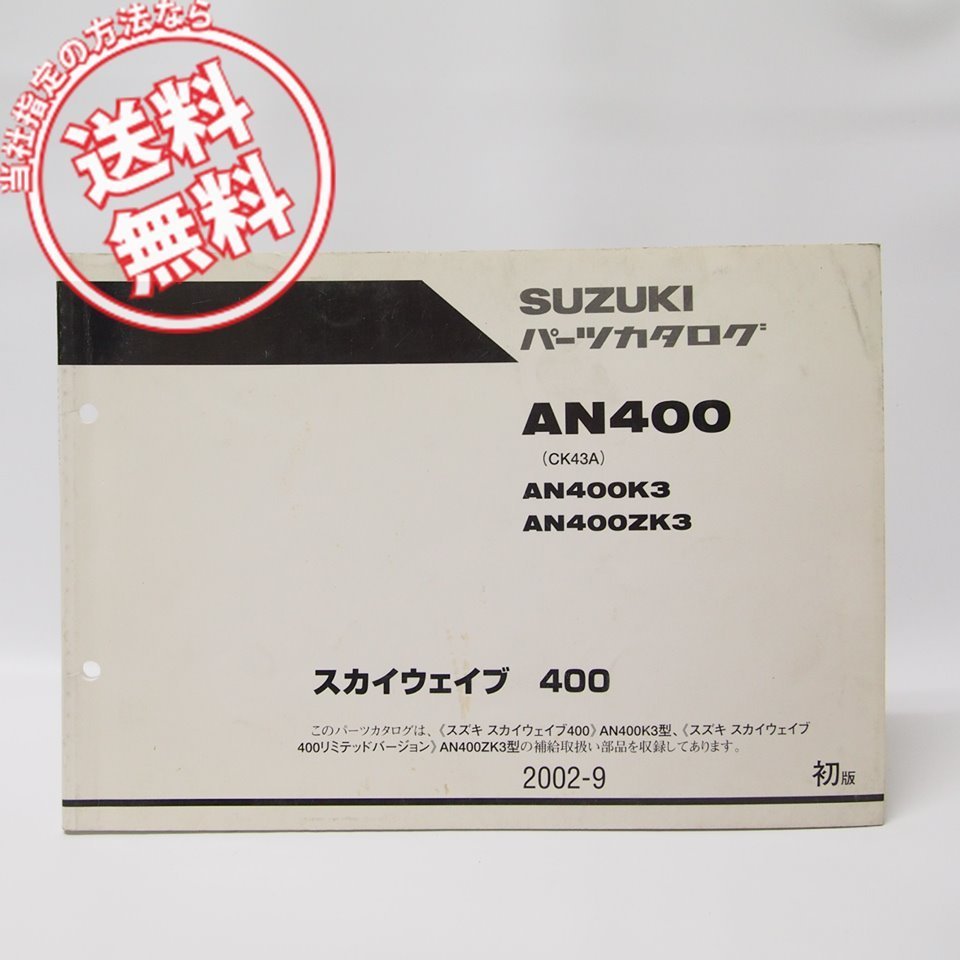 当社指定の方法なら
送料
無料
SUZUKI
パーツカタログ
AN400
(CK43A)
AN400K3
AN400ZK3
スカイウェイブ 400
このパーツカタログは、《スズキ スカイウェイブ400》AN400K3型、《スズキ スカイウェイブ
400リミテッドバージョン》AN400ZK3型の補給取扱い部品を収録してあります。
2002-9
初版